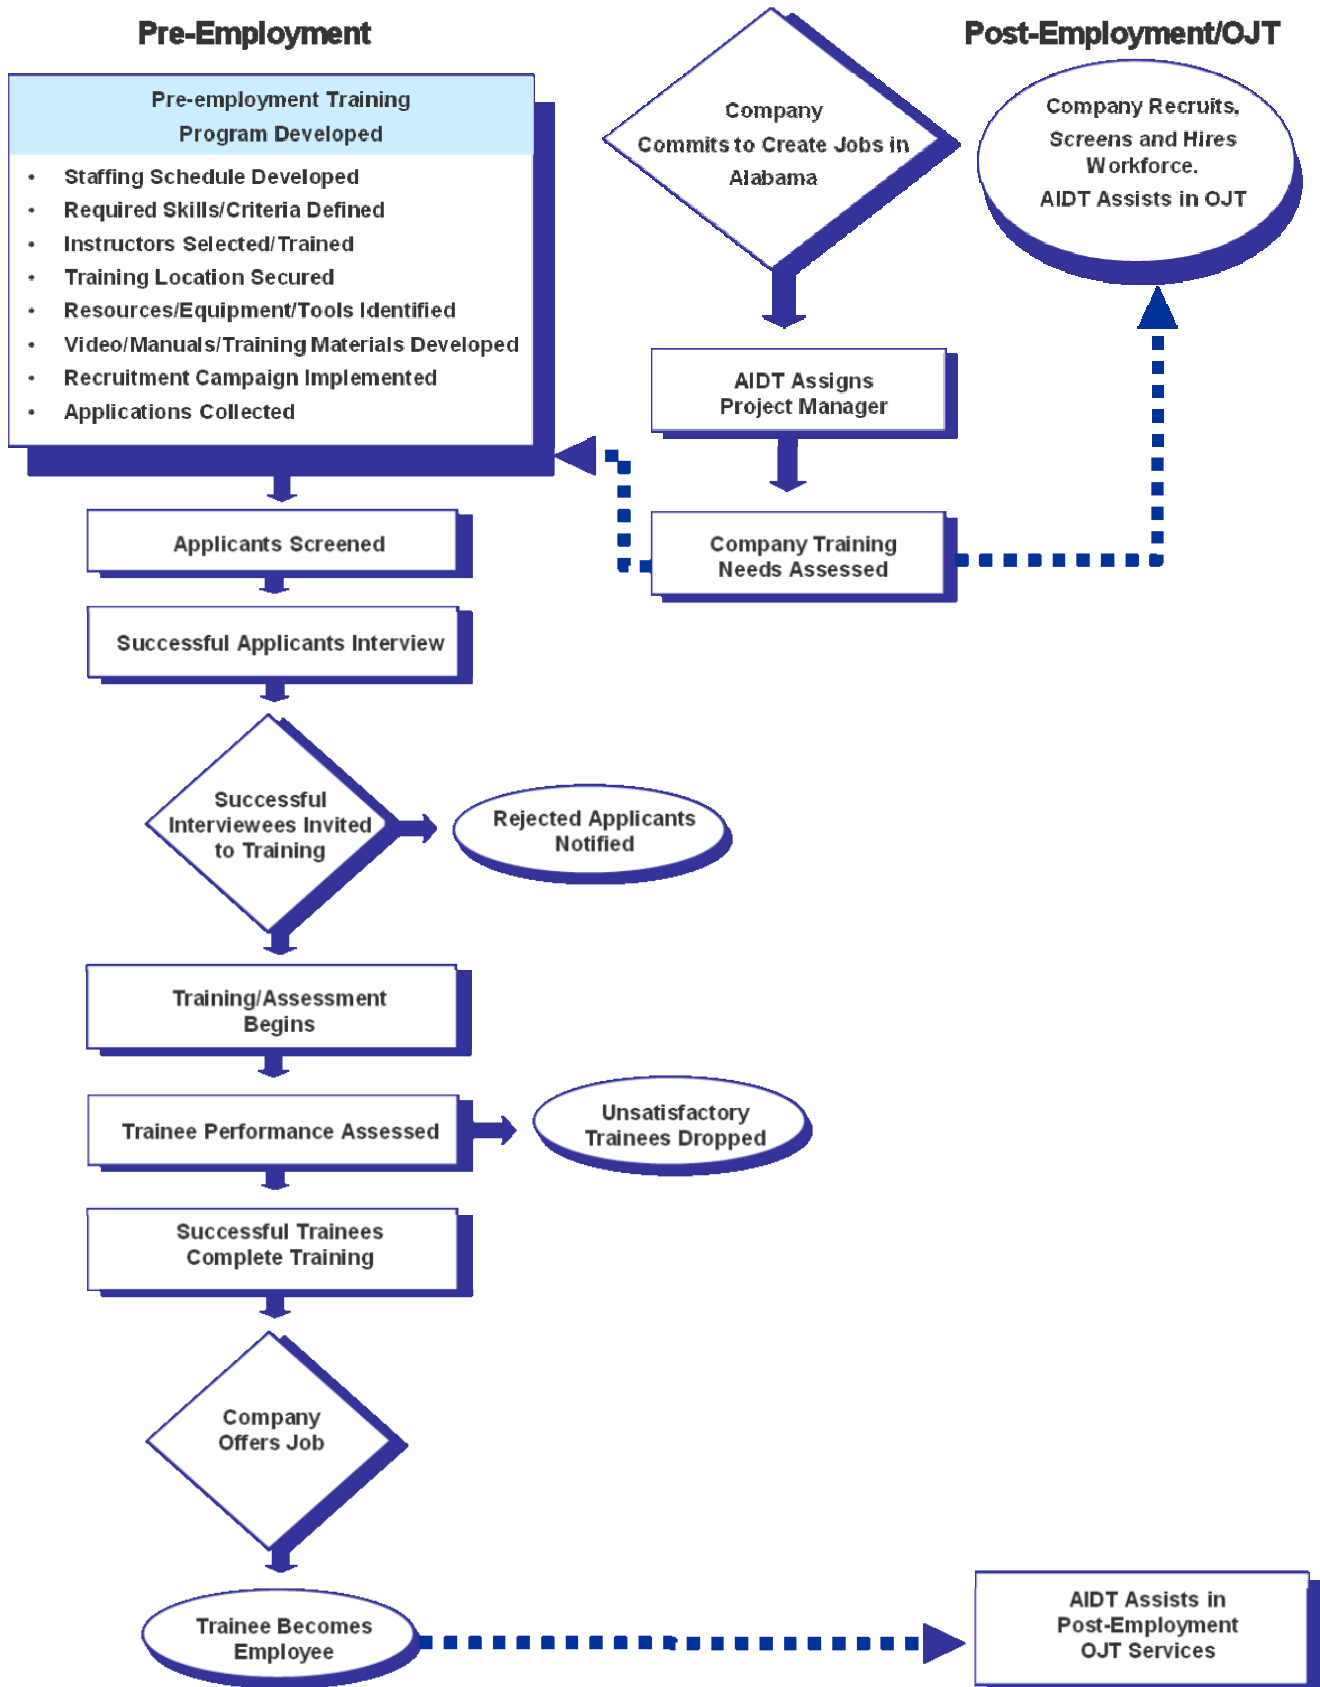 Pre-Employment
Post-Employment/OJT
Pre-employment Training
Program Developed
• Staffing Schedule Developed
• Required Skills/Criteria Defined
• Instructors Selected/Trained
• Training Location Secured
• Resources/Equipment/Tools Identified
• Video/Manuals/Training Materials Developed
• Recruitment Campaign Implemented
• Applications Collected
Company
Commits to Create Jobs in
Alabama
Company Recruits,
Screens and Hires
Workforce.
AIDT Assists in OJT
AIDT Assigns
Project Manager
Company Training
Needs Assessed
Applicants Screened
Successful Applicants Interview
Successful
Interviewees Invited
to Training
Rejected Applicants
Notified
Training/Assessment
Begins
Trainee Performance Assessed
Unsatisfactory
Trainees Dropped
Successful Trainees
Complete Training
Company
Offers Job
Trainee Becomes
Employee
AIDT Assists in
Post-Employment
OJT Services